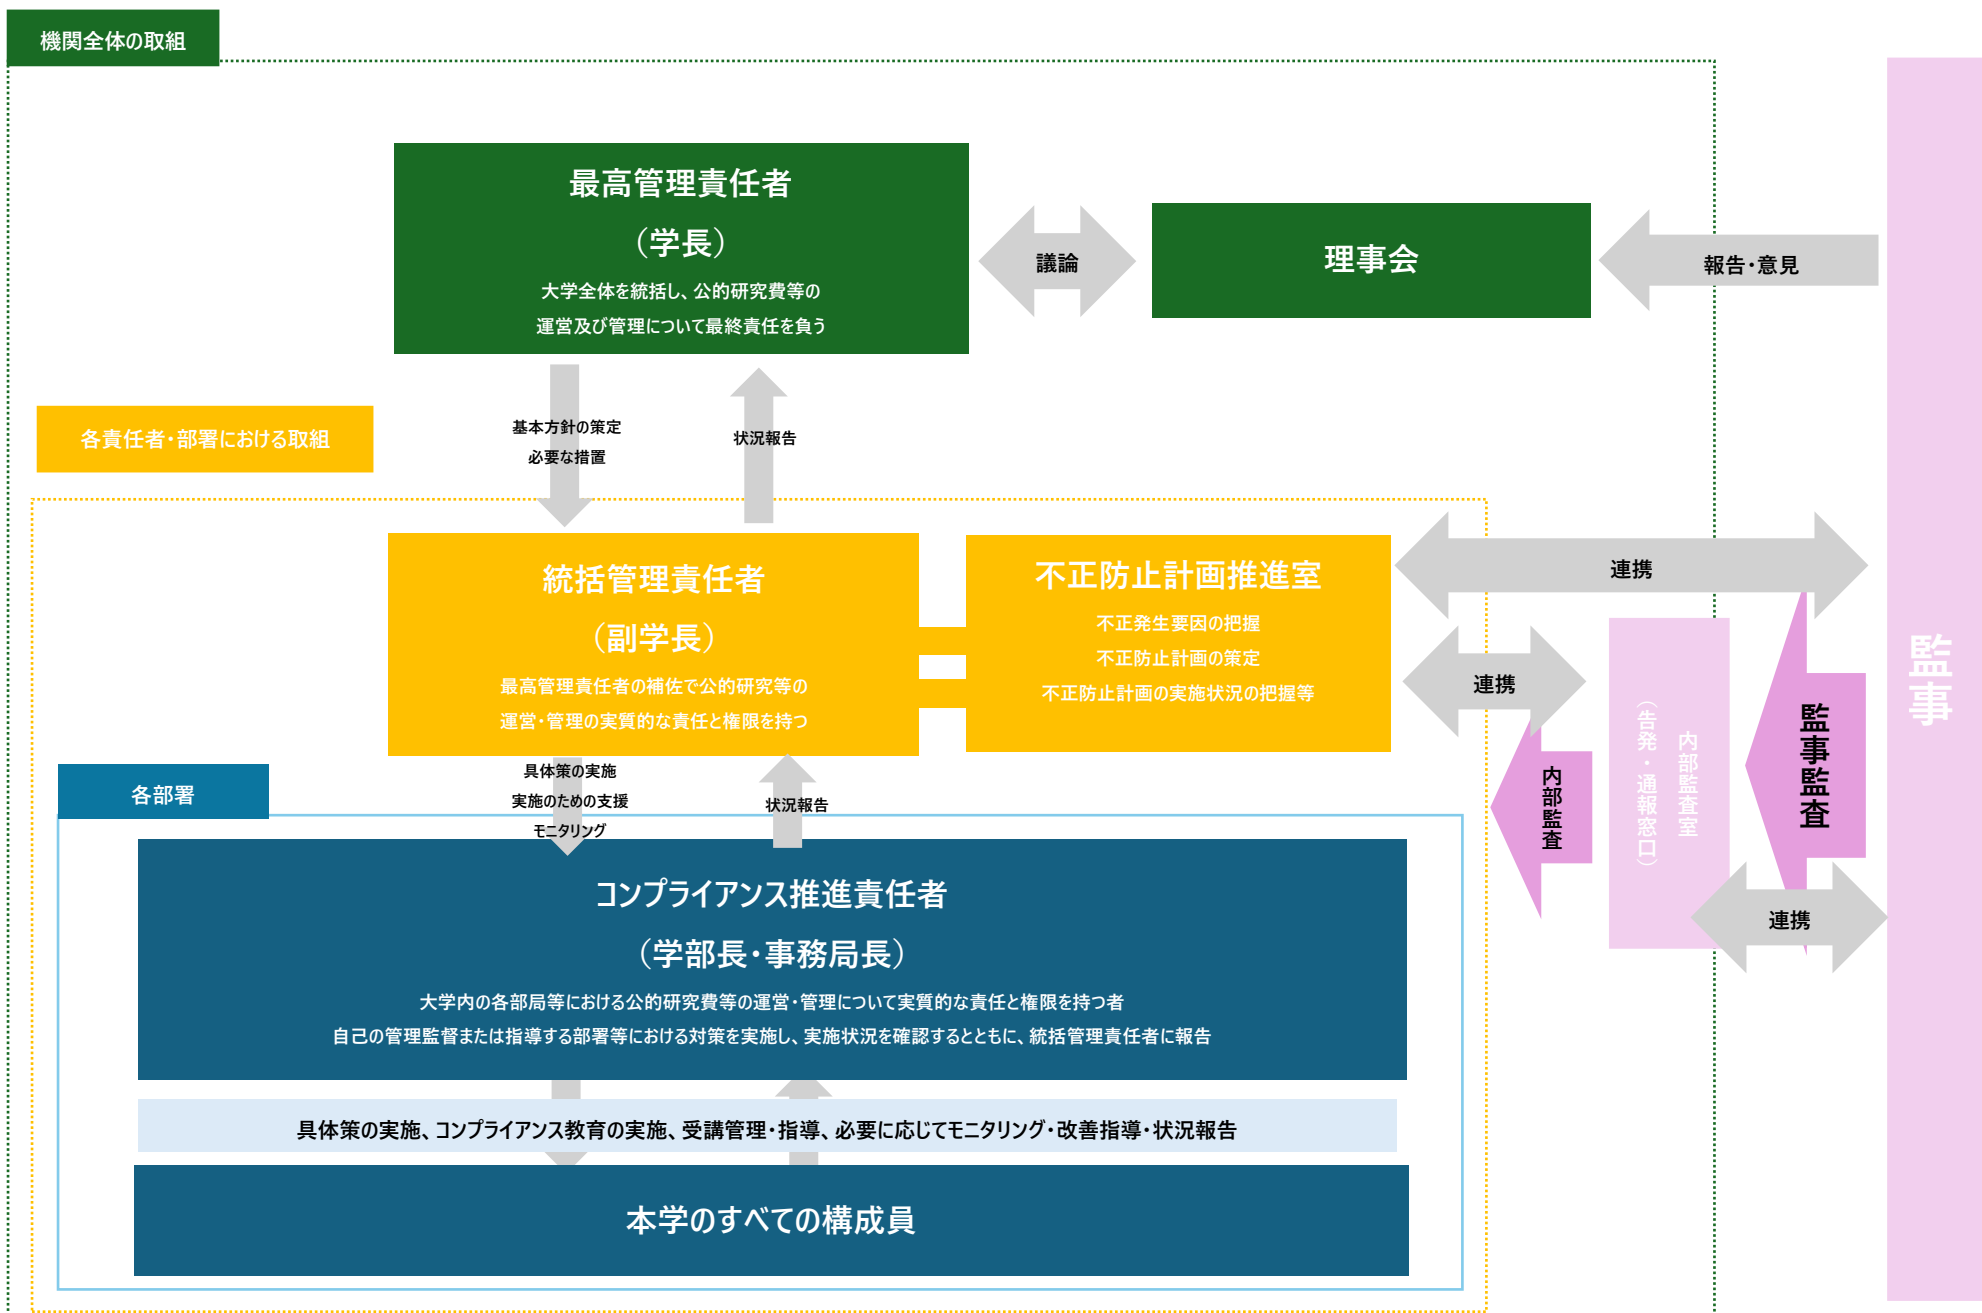 機関全体の取組
最高管理責任者
（学長）
大学全体を統括し、公的研究費等の
運営及び管理について最終責任を負う
議論
理事会
報告・意見
各責任者・部署における取組
基本方針の策定
必要な措置
状況報告
統括管理責任者
（副学長）
最高管理責任者の補佐で公的研究等の
運営・管理の実質的な責任と権限を持つ
不正防止計画推進室
不正発生要因の把握
不正防止計画の策定
不正防止計画の実施状況の把握等
連携
連携
内部監査
内部監査室
（告発・通報窓口）
監事監査
連携
監事
各部署
具体策の実施
実施のための支援
モニタリング
状況報告
コンプライアンス推進責任者
（学部長・事務局長）
大学内の各部局等における公的研究費等の運営・管理について実質的な責任と権限を持つ者
自己の管理監督または指導する部署等における対策を実施し、実施状況を確認するとともに、統括管理責任者に報告
具体策の実施、コンプライアンス教育の実施、受講管理・指導、必要に応じてモニタリング・改善指導・状況報告
本学のすべての構成員